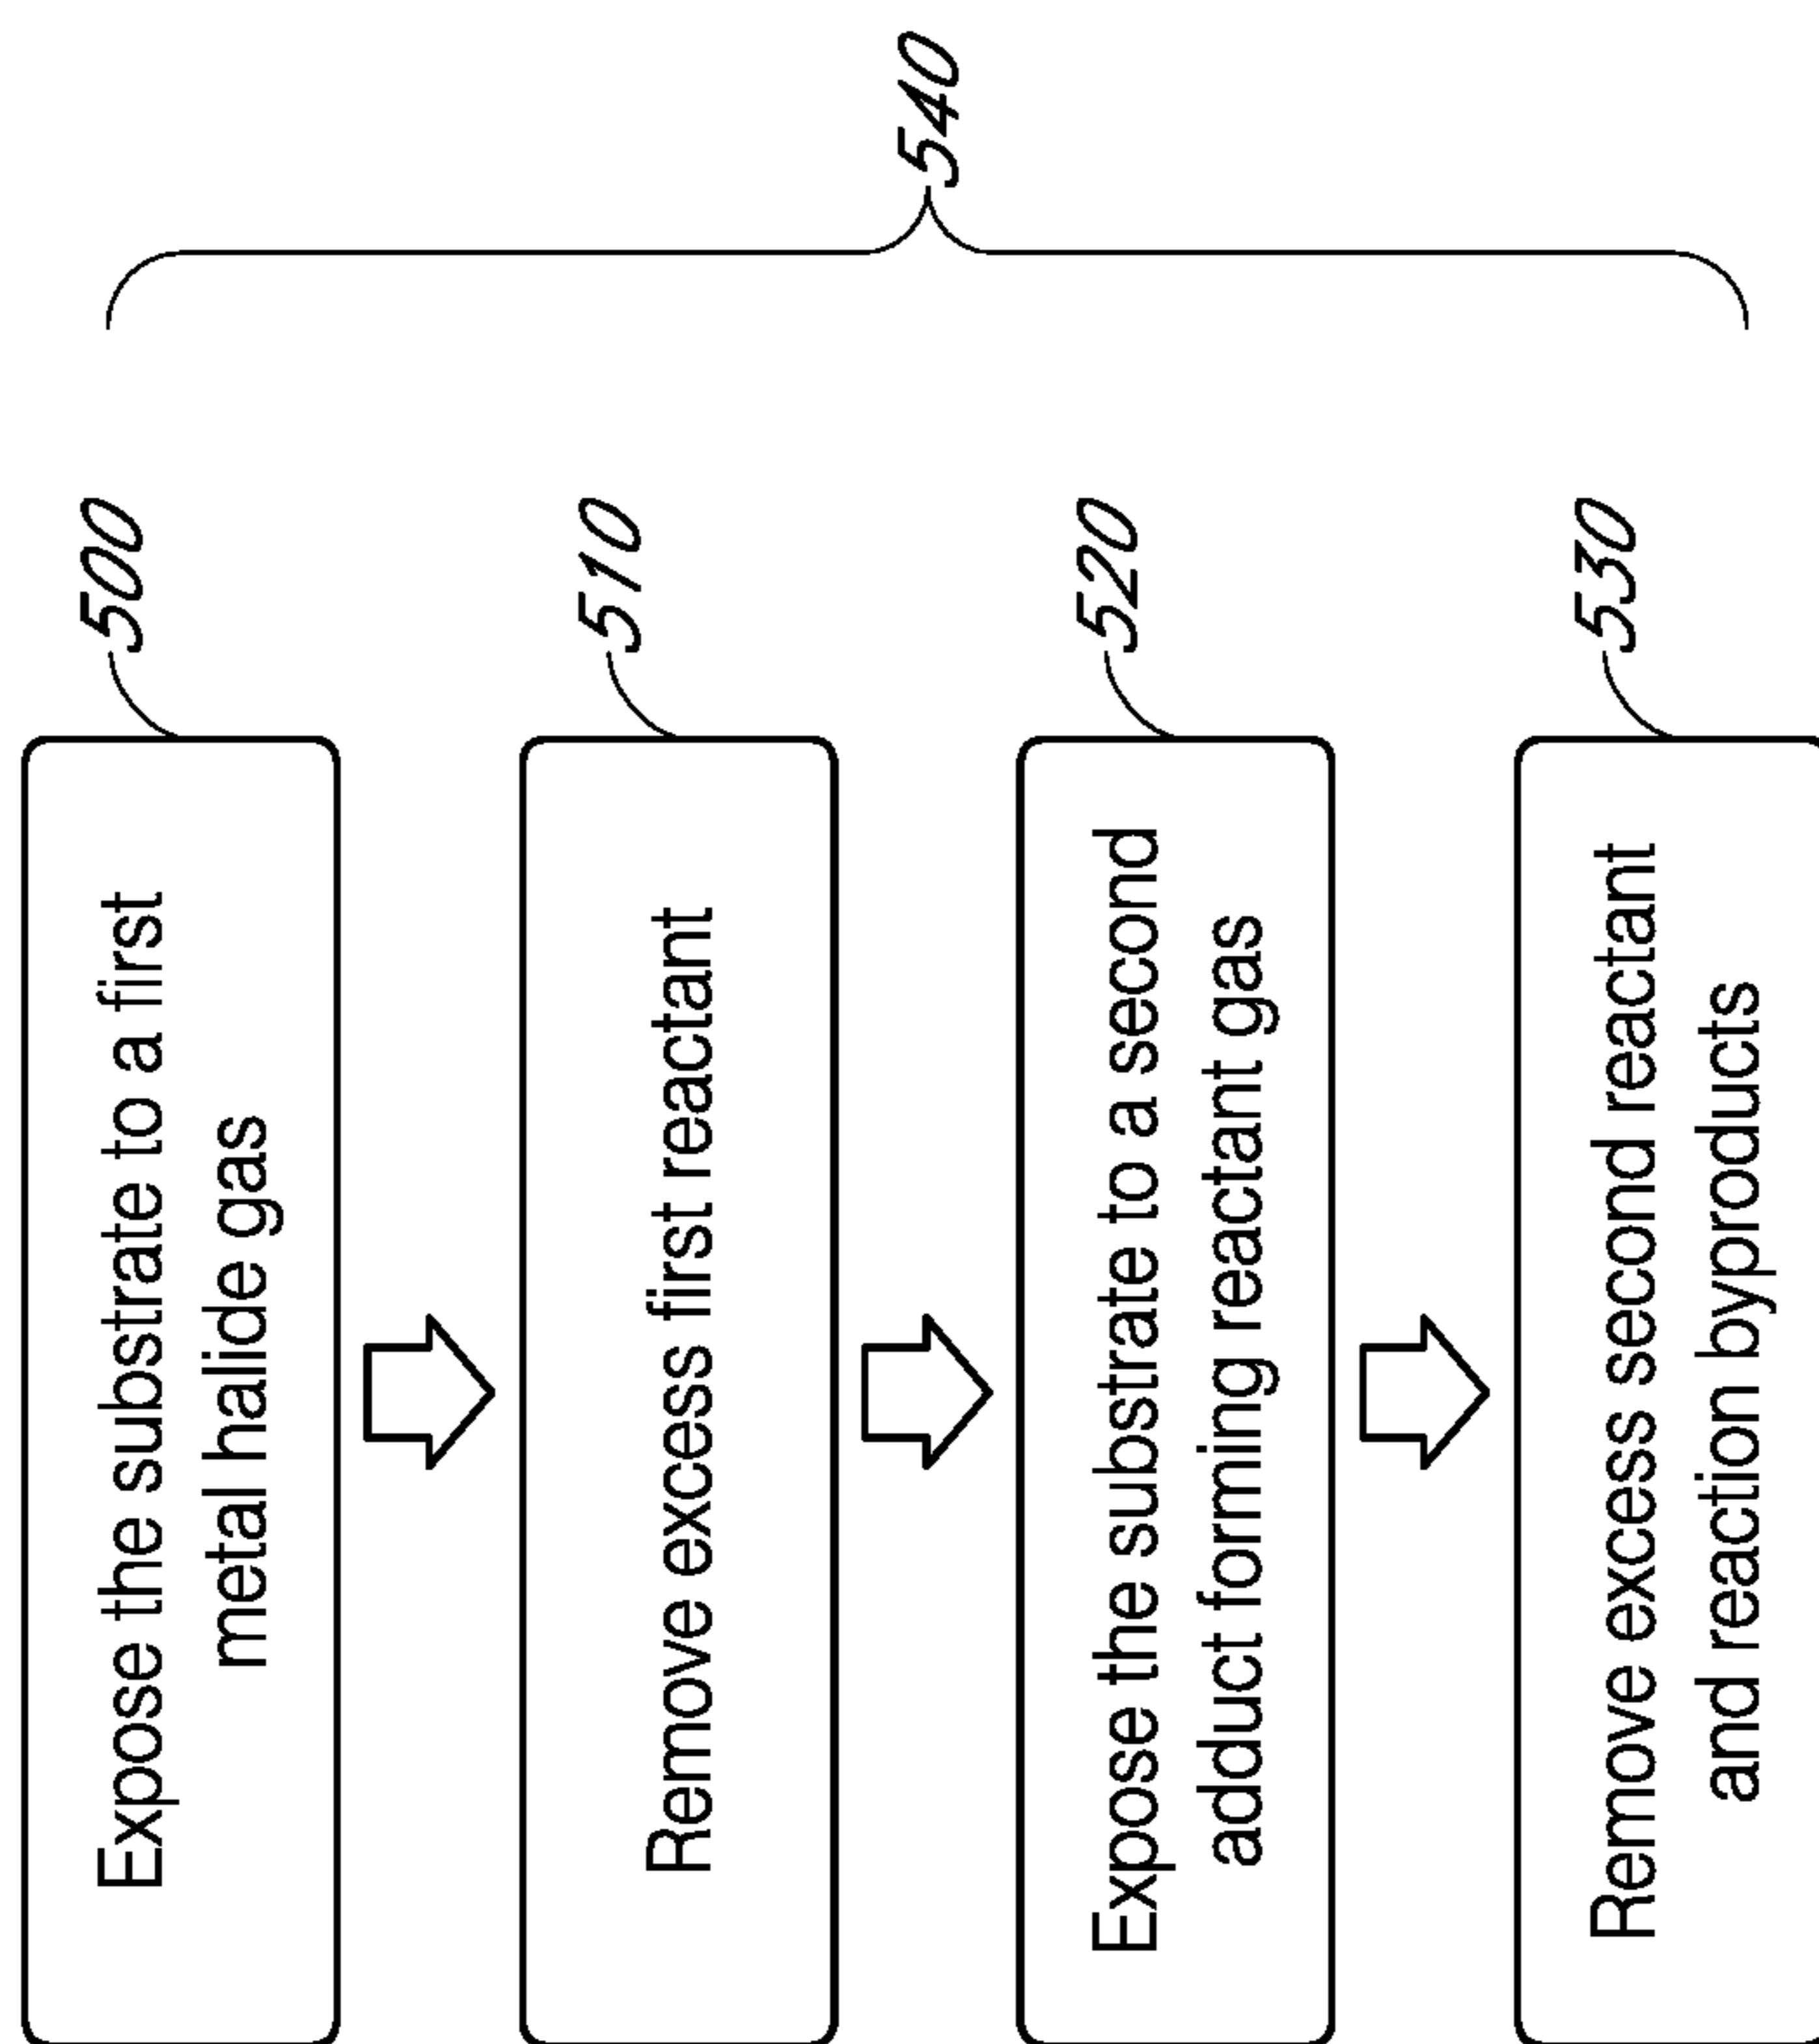 Expose the substrate to a first
metal halide gas
500
Remove excess first reactant
510
Expose the substrate to a second
adduct forming reactant gas
520
Remove excess second reactant
and reaction byproducts
530
540